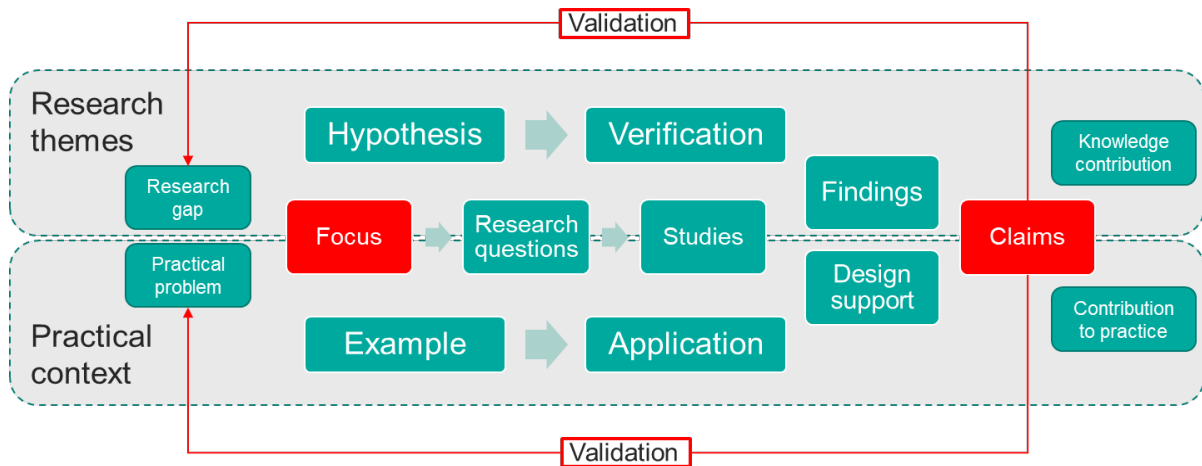 Validation
Research
themes
Hypothesis
Verification
Knowledge
contribution
Research
gap
Findings
Focus
Research
questions
Studies
Claims
Practical
problem
Design
support
Contribution
to practice
Practical
context
Example
Application
Validation